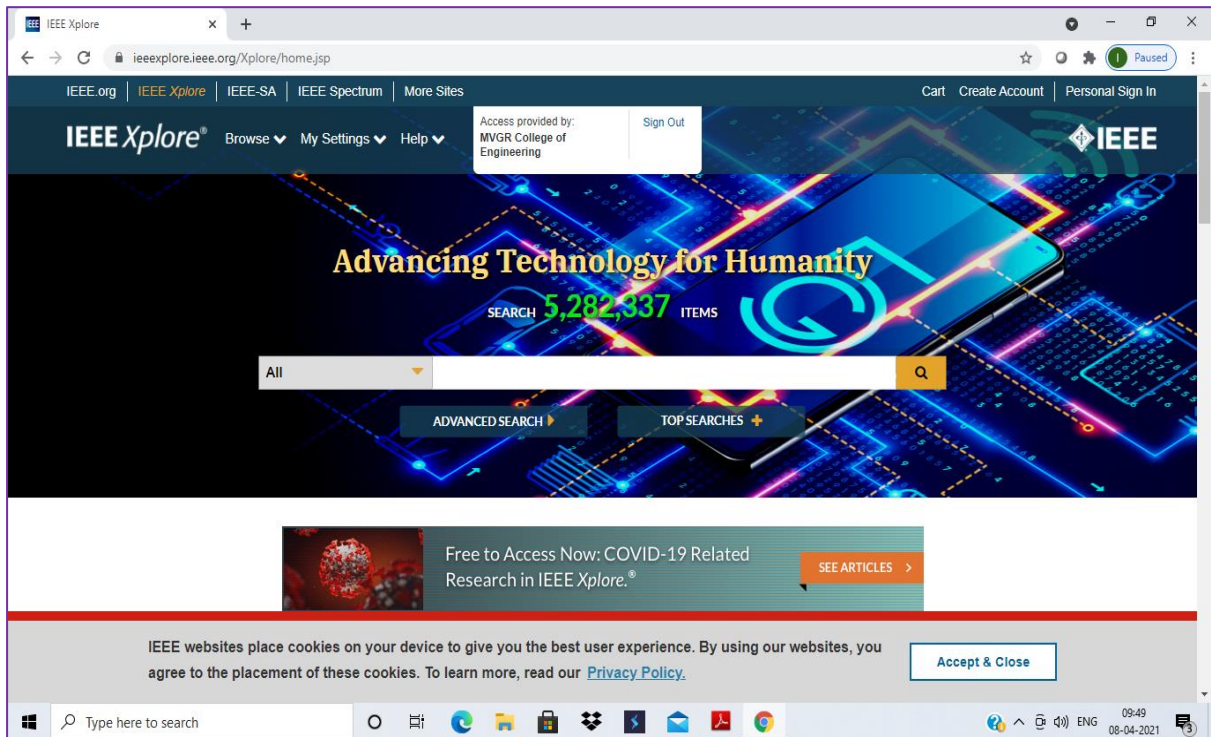 IEEE IEEE Xplore
ieeexplore.ieee.org/Xplore/home.jsp
I Paused
IEEE.org IEEE Xplore IEEE-SA IEEE Spectrum More Sites Cart Create Account Personal Sign In
IEEE Xplore® Browse My Settings Help
Access provided by:
MVGR College of
Engineering
Sign Out
IEEE
Advancing Technology for Humanity
SEARCH 5,282,337 ITEMS
All
ADVANCED SEARCH TOP SEARCHES
Free to Access Now: COVID-19 Related
Research in IEEE Xplore.®
SEE ARTICLES
IEEE websites place cookies on your device to give you the best user experience. By using our websites, you
agree to the placement of these cookies. To learn more, read our Privacy Policy.
Accept & Close
Type here to search
ENG
09:49
08-04-2021
3